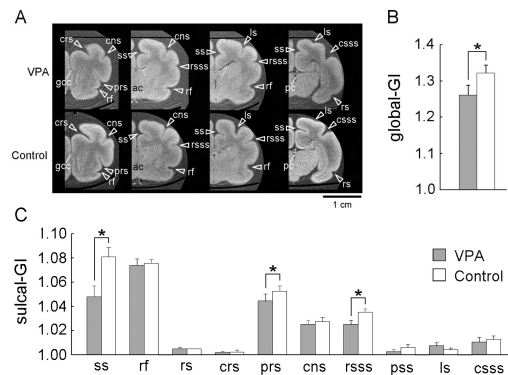 A
VPA
crs
cns
gcc
prs
rf
ss
rsss
ac
rf
ls
ss
rsss
rf
ls
ss
csss
pc
rs
Control
crs
cns
gcc
prs
rf
ss
rsss
ac
rf
ls
ss
rsss
rf
ls
ss
csss
pc
rs
1 cm
B
global-GI
1.4
1.3
1.2
1.1
1.0
*
C
sulcal-GI
1.10
1.08
1.06
1.04
1.02
1.00
* * *
VPA
Control
ss rf rs crs prs cns rsss pss ls csss